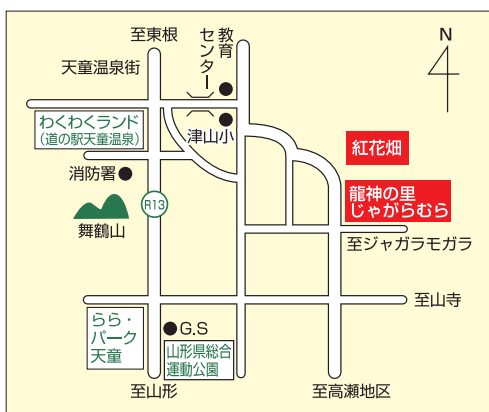 至東根
教育
センター
N
天童温泉街
わくわくランド
(道の駅天童温泉)
津山小
紅花畑
消防署
龍神の里
じゃがらむら
R13
舞鶴山
至ジャガラモガラ
至山寺
らら・
パーク
天童
G.S
山形県総合
運動公園
至山形
至高瀬地区